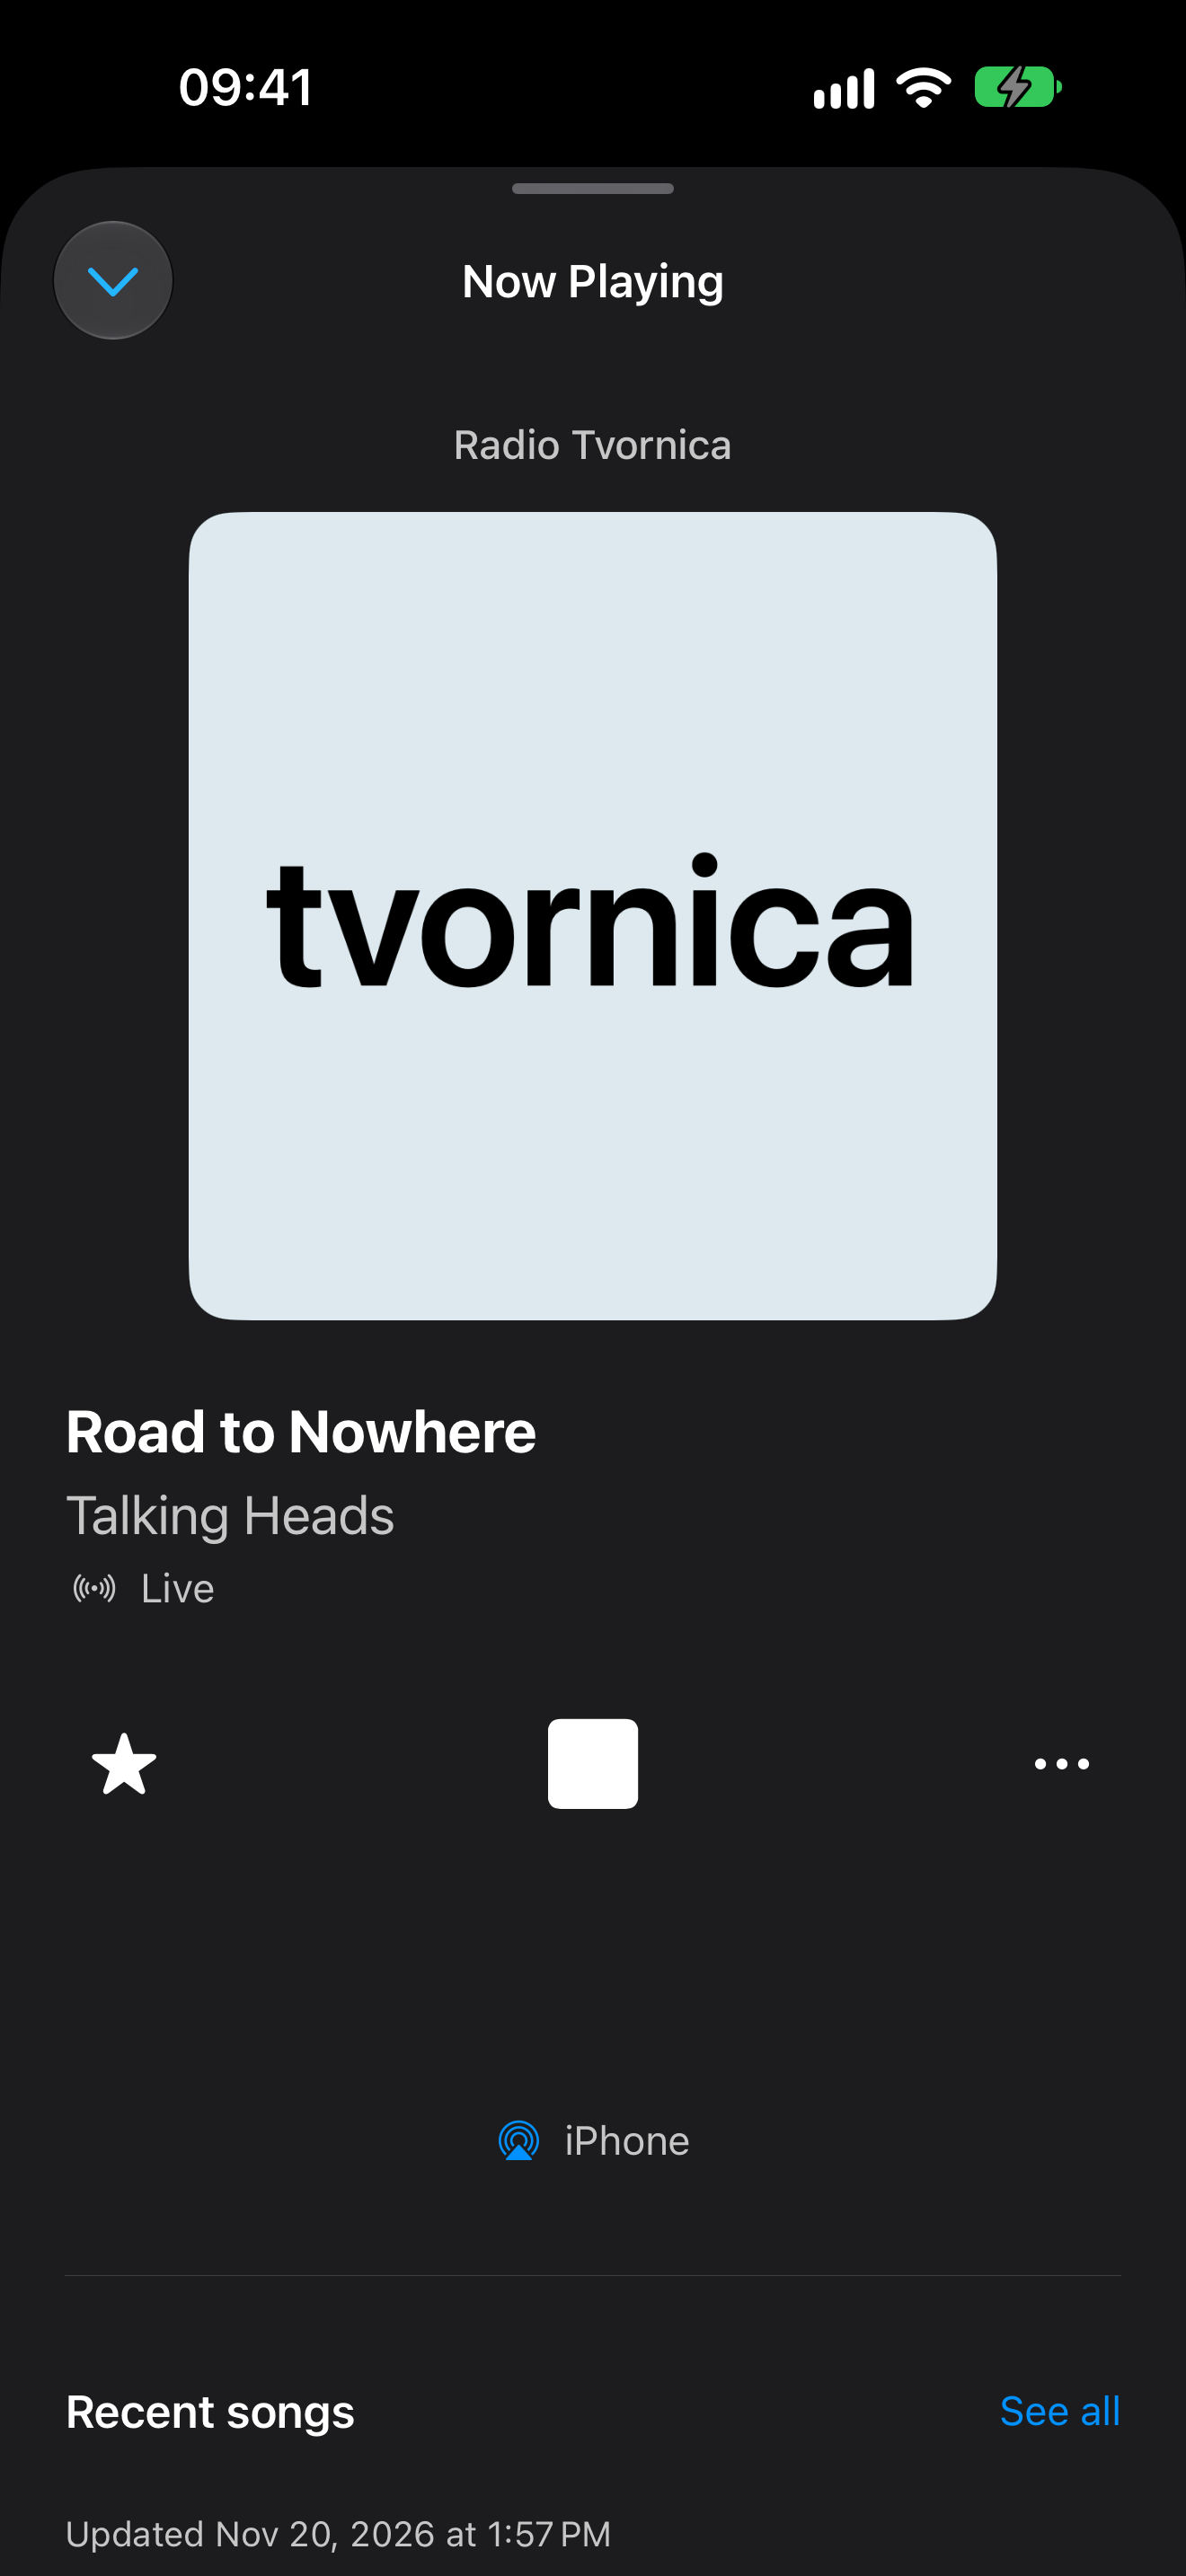 09:41
Now Playing
Radio Tvornica
tvornica
Road to Nowhere
Talking Heads
Live
iPhone
Recent songs
See all
Updated Nov 20, 2026 at 1:57 PM